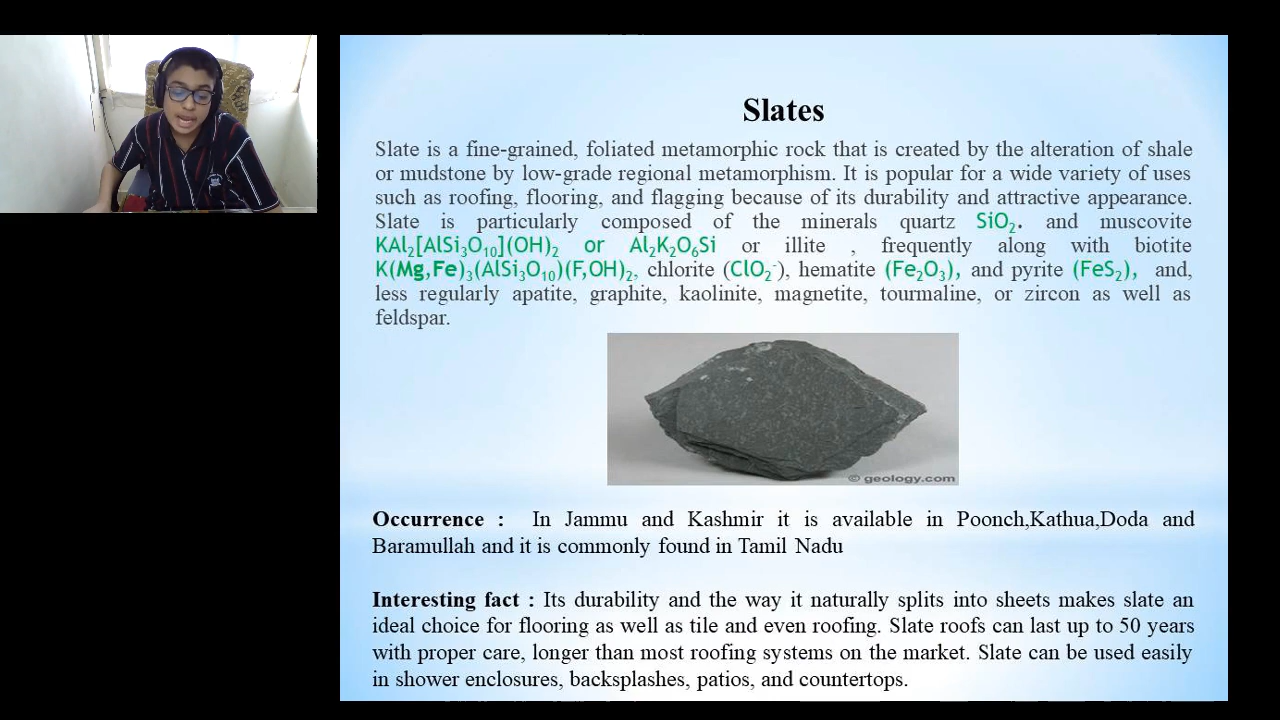 Slates
Slate is a fine-grained, foliated metamorphic rock that is created by the alteration of shale
or mudstone by low-grade regional metamorphism. It is popular for a wide variety of uses
such as roofing, flooring, and flagging because of its durability and attractive appearance.
Slate is particularly composed of the minerals quartz SiO₂. and muscovite
KAl₂[AlSi₃O₁₀](OH)₂ or Al₂K₂O₆Si or illite , frequently along with biotite
K(Mg,Fe)₃(AlSi₃O₁₀)(F,OH)₂, chlorite (ClO₂⁻), hematite (Fe₂O₃), and pyrite (FeS₂), and,
less regularly apatite, graphite, kaolinite, magnetite, tourmaline, or zircon as well as
feldspar.
© geology.com
Occurrence : In Jammu and Kashmir it is available in Poonch,Kathua,Doda and
Baramullah and it is commonly found in Tamil Nadu
Interesting fact : Its durability and the way it naturally splits into sheets makes slate an
ideal choice for flooring as well as tile and even roofing. Slate roofs can last up to 50 years
with proper care, longer than most roofing systems on the market. Slate can be used easily
in shower enclosures, backsplashes, patios, and countertops.